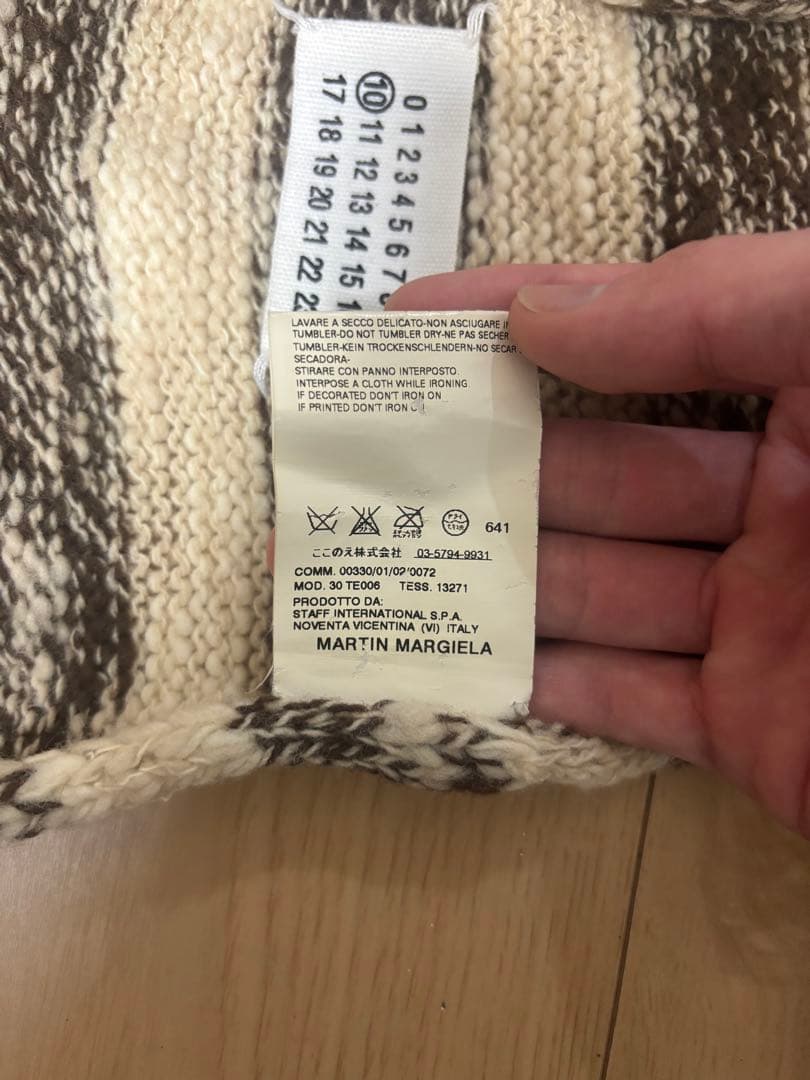 0 1 2 3 4 5 6 7
10 11 12 13 14 15
17 18 19 20 21 22
LAVARE A SECCO DELICATO-NON ASCIUGARE
TUMBLER-DO NOT TUMBLER DRY-NE PAS SECHER
TUMBLER-KEIN TROCKENSCHLENDERN-NO SECAR
SECADORA-
STIRARE CON PANNO INTERPOSTO.
INTERPOSE A CLOTH WHILE IRONING
IF DECORATED DON'T IRON ON
IF PRINTED DON'T IRON
641
ここのえ株式会社 03-5794-9931
COMM. 00330/01/02'0072
MOD. 30 TE006 TESS. 13271
PRODOTTO DA:
STAFF INTERNATIONAL S.P.A.
NOVENTA VICENTINA (VI) ITALY
MARTIN MARGIELA